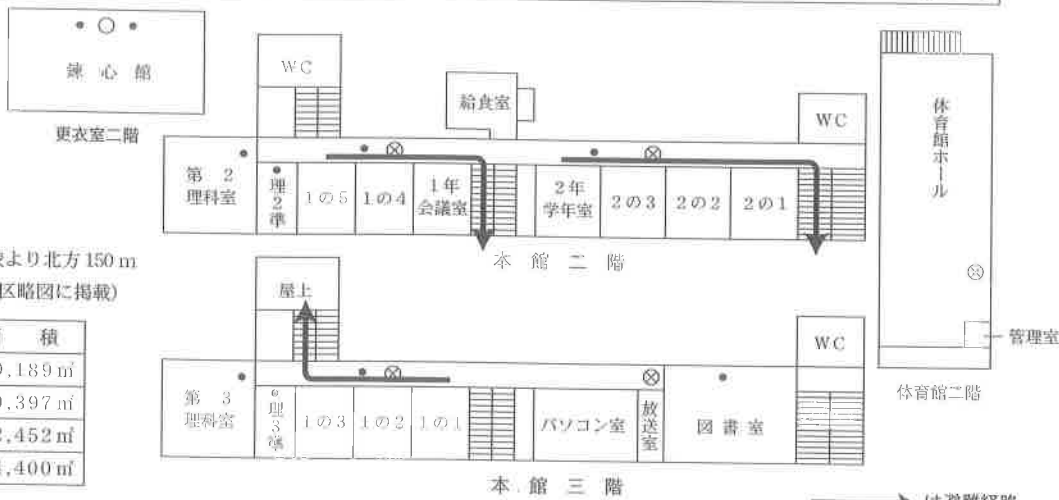 錬心館
更衣室二階
WC
給食室
WC
体育館ホール
第2
理科室
理2準
1の5
1の4
1年
会議室
2年
学年室
2の3
2の2
2の1
本館二階
より北方150m
区略図に掲載)
積
,189㎡
,397㎡
,452㎡
,400㎡
屋上
WC
管理室
体育館二階
第3
理科室
理3準
1の3
1の2
1の1
パソコン室
放送室
図書室
本館三階
は避難経路